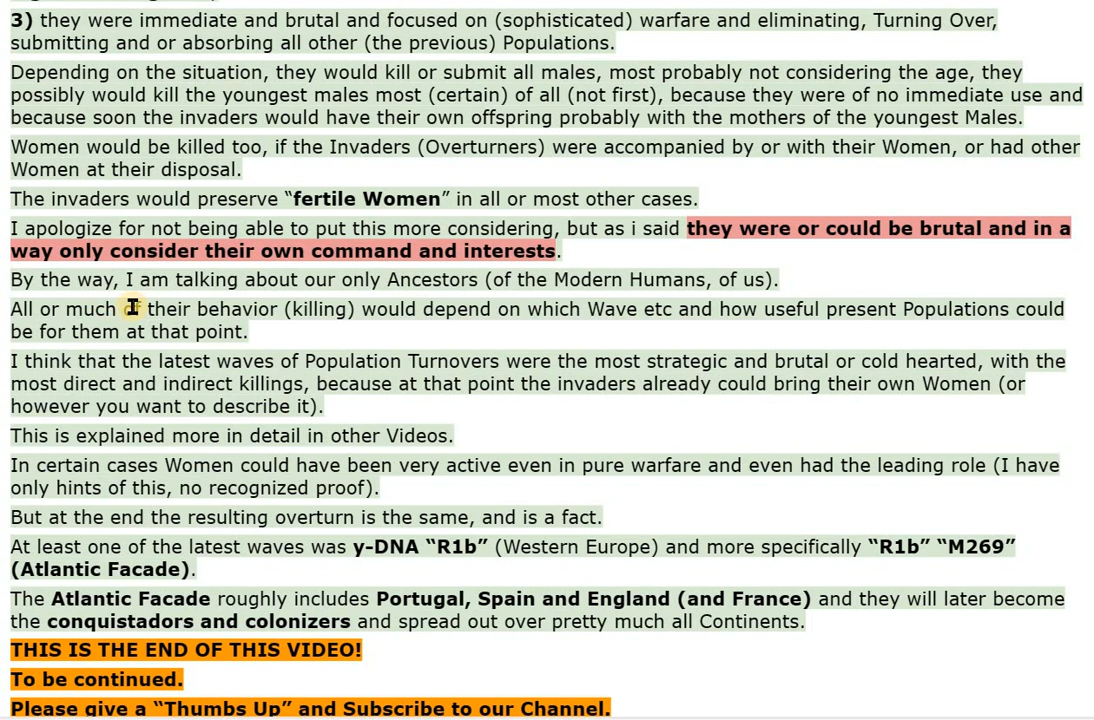 3) they were immediate and brutal and focused on (sophisticated) warfare and eliminating, Turning Over,
submitting and or absorbing all other (the previous) Populations.
Depending on the situation, they would kill or submit all males, most probably not considering the age, they
possibly would kill the youngest males most (certain) of all (not first), because they were of no immediate use and
because soon the invaders would have their own offspring probably with the mothers of the youngest Males.
Women would be killed too, if the Invaders (Overturners) were accompanied by or with their Women, or had other
Women at their disposal.
The invaders would preserve “fertile Women” in all or most other cases.
I apologize for not being able to put this more considering, but as i said they were or could be brutal and in a
way only consider their own command and interests.
By the way, I am talking about our only Ancestors (of the Modern Humans, of us).
All or much of their behavior (killing) would depend on which Wave etc and how useful present Populations could
be for them at that point.
I think that the latest waves of Population Turnovers were the most strategic and brutal or cold hearted, with the
most direct and indirect killings, because at that point the invaders already could bring their own Women (or
however you want to describe it).
This is explained more in detail in other Videos.
In certain cases Women could have been very active even in pure warfare and even had the leading role (I have
only hints of this, no recognized proof).
But at the end the resulting overturn is the same, and is a fact.
At least one of the latest waves was y-DNA “R1b” (Western Europe) and more specifically “R1b” “M269”
(Atlantic Facade).
The Atlantic Facade roughly includes Portugal, Spain and England (and France) and they will later become
the conquistadors and colonizers and spread out over pretty much all Continents.
THIS IS THE END OF THIS VIDEO!
To be continued.
Please give a “Thumbs Up” and Subscribe to our Channel.